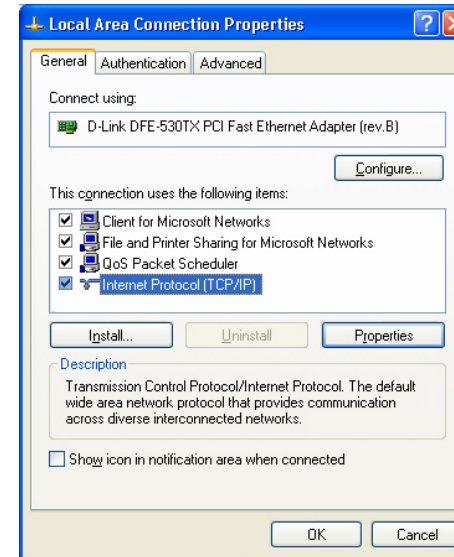 Local Area Connection Properties
General Authentication Advanced
Connect using:
D-Link DFE-530TX PCI Fast Ethernet Adapter (rev.B)
Configure...
This connection uses the following items:
Client for Microsoft Networks
File and Printer Sharing for Microsoft Networks
QoS Packet Scheduler
Internet Protocol (TCP/IP)
Install... Uninstall Properties
Description
Transmission Control Protocol/Internet Protocol. The default
wide area network protocol that provides communication
across diverse interconnected networks.
Show icon in notification area when connected
OK Cancel